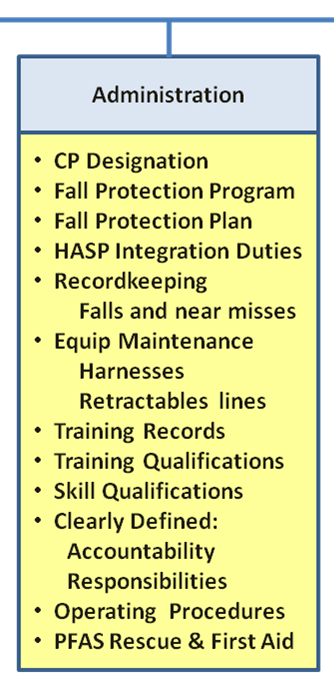 Administration
• CP Designation
• Fall Protection Program
• Fall Protection Plan
• HASP Integration Duties
• Recordkeeping
Falls and near misses
• Equip Maintenance
Harnesses
Retractables lines
• Training Records
• Training Qualifications
• Skill Qualifications
• Clearly Defined:
Accountability
Responsibilities
• Operating Procedures
• PFAS Rescue & First Aid